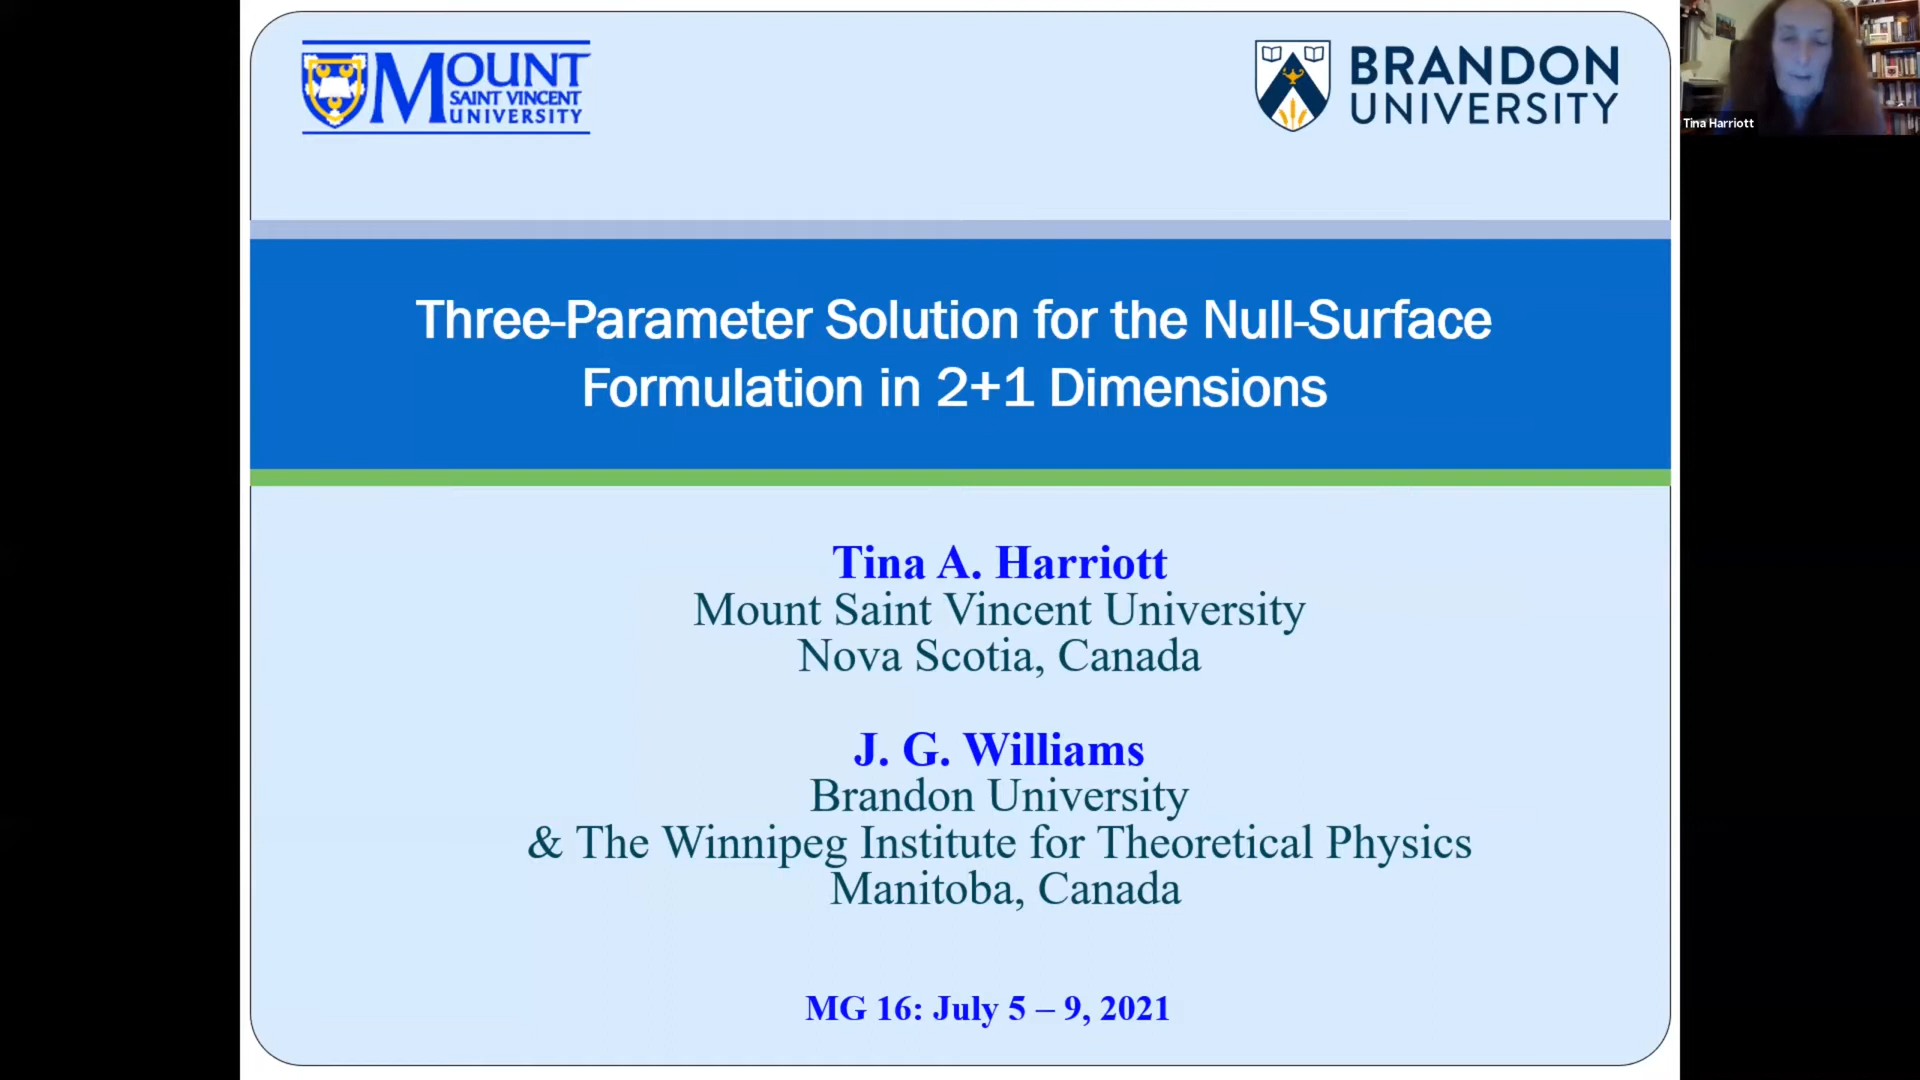 MOUNT
SAINT VINCENT
UNIVERSITY
BRANDON
UNIVERSITY
Tina Harriott
Three-Parameter Solution for the Null-Surface
Formulation in 2+1 Dimensions
Tina A. Harriott
Mount Saint Vincent University
Nova Scotia, Canada
J. G. Williams
Brandon University
& The Winnipeg Institute for Theoretical Physics
Manitoba, Canada
MG 16: July 5 – 9, 2021